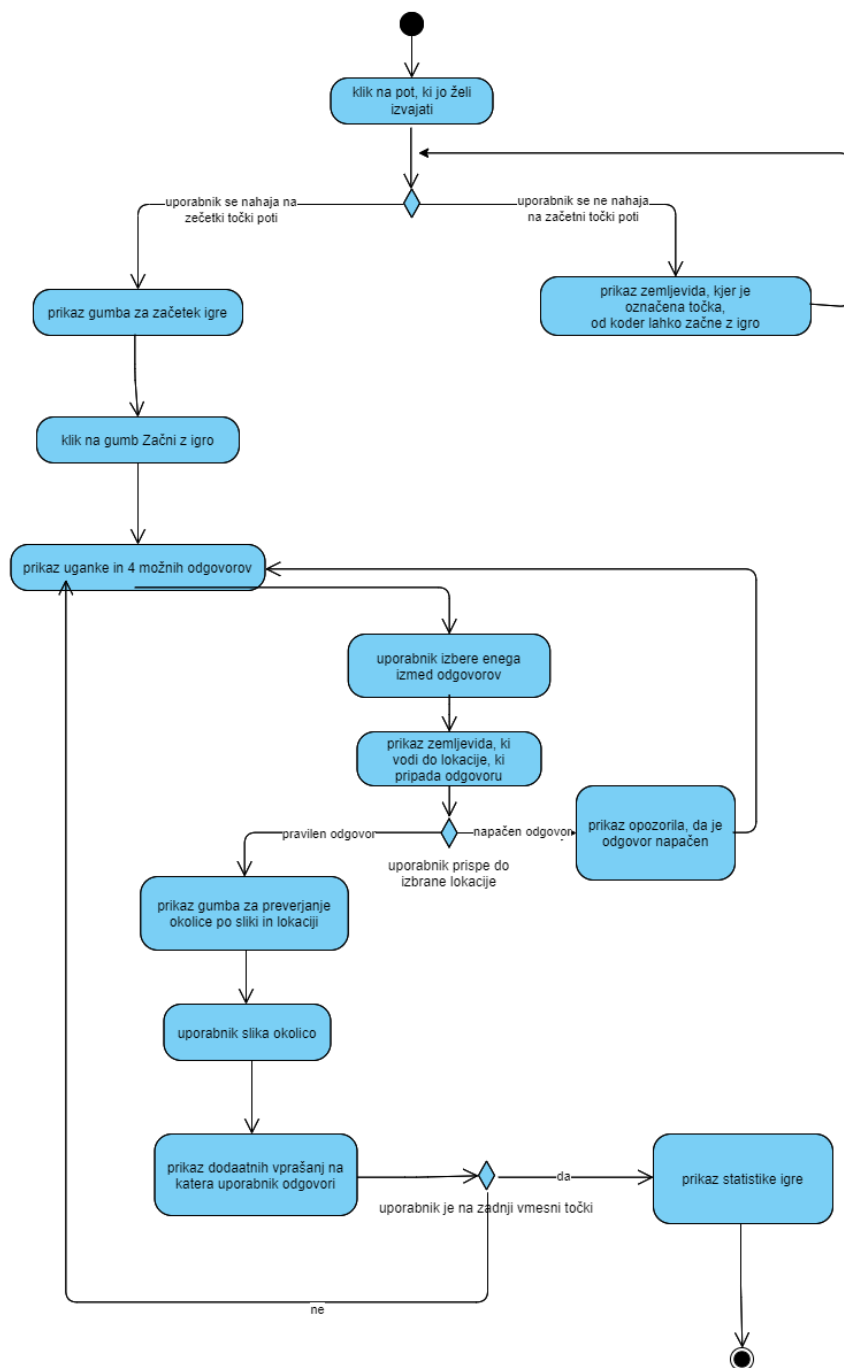 klik na pot, ki jo želi
izvajati
uporabnik se nahaja na
zečetki točki poti
uporabnik se ne nahaja
na začetni točki poti
prikaz gumba za začetek igre
prikaz zemljevida, kjer je
označena točka,
od koder lahko začne z igro
klik na gumb Začni z igro
prikaz uganke in 4 možnih odgovorov
uporabnik izbere enega
izmed odgovorov
prikaz zemljevida, ki
vodi do lokacije, ki
pripada odgovoru
pravilen odgovor
napačen odgovor
prikaz opozorila, da je
odgovor napačen
uporabnik prispe do
izbrane lokacije
prikaz gumba za preverjanje
okolice po sliki in lokaciji
uporabnik slika okolico
prikaz dodaatnih vprašanj na
katera uporabnik odgovori
da
prikaz statistike igre
uporabnik je na zadnji vmesni točki
ne